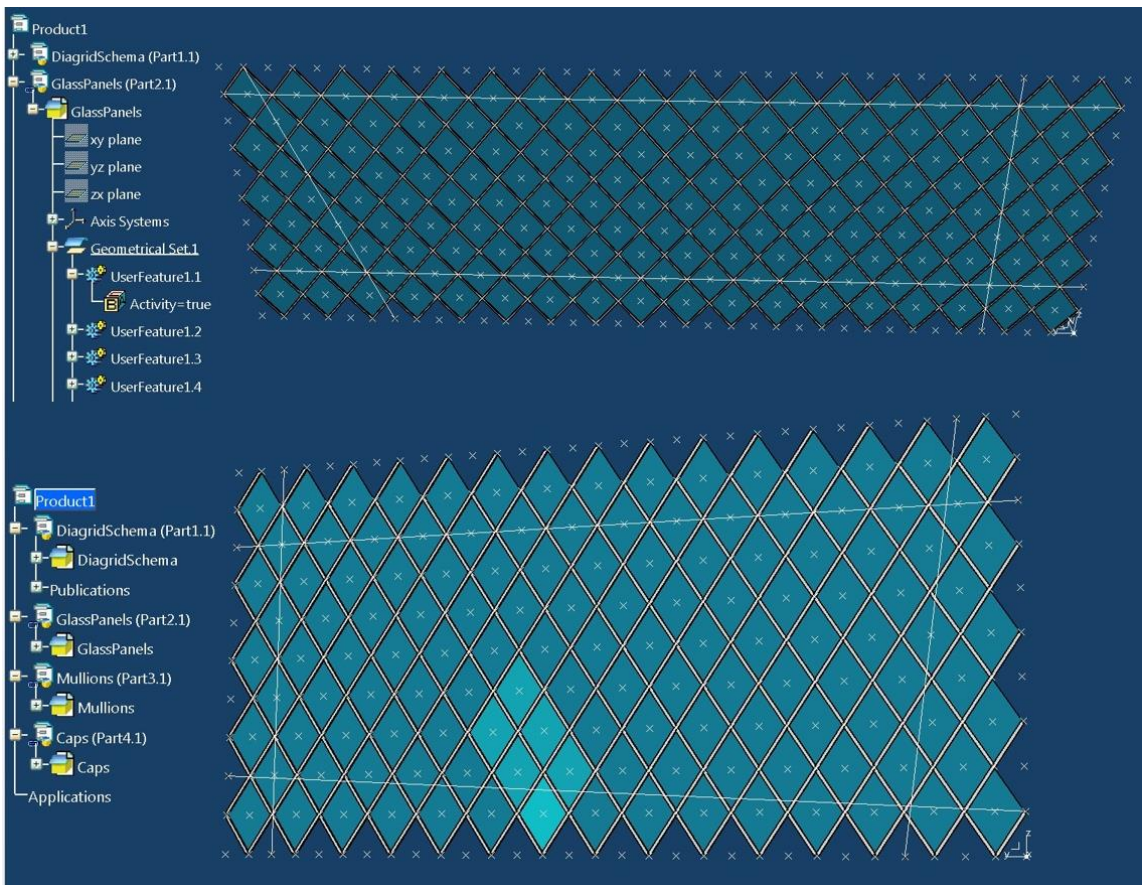 Product1
DiagridSchema (Part1.1)
GlassPanels (Part2.1)
GlassPanels
xy plane
yz plane
zx plane
Axis Systems
Geometrical Set.1
UserFeature1.1
Activity=true
UserFeature1.2
UserFeature1.3
UserFeature1.4
Product1
DiagridSchema (Part1.1)
DiagridSchema
Publications
GlassPanels (Part2.1)
GlassPanels
Mullions (Part3.1)
Mullions
Caps (Part4.1)
Caps
Applications